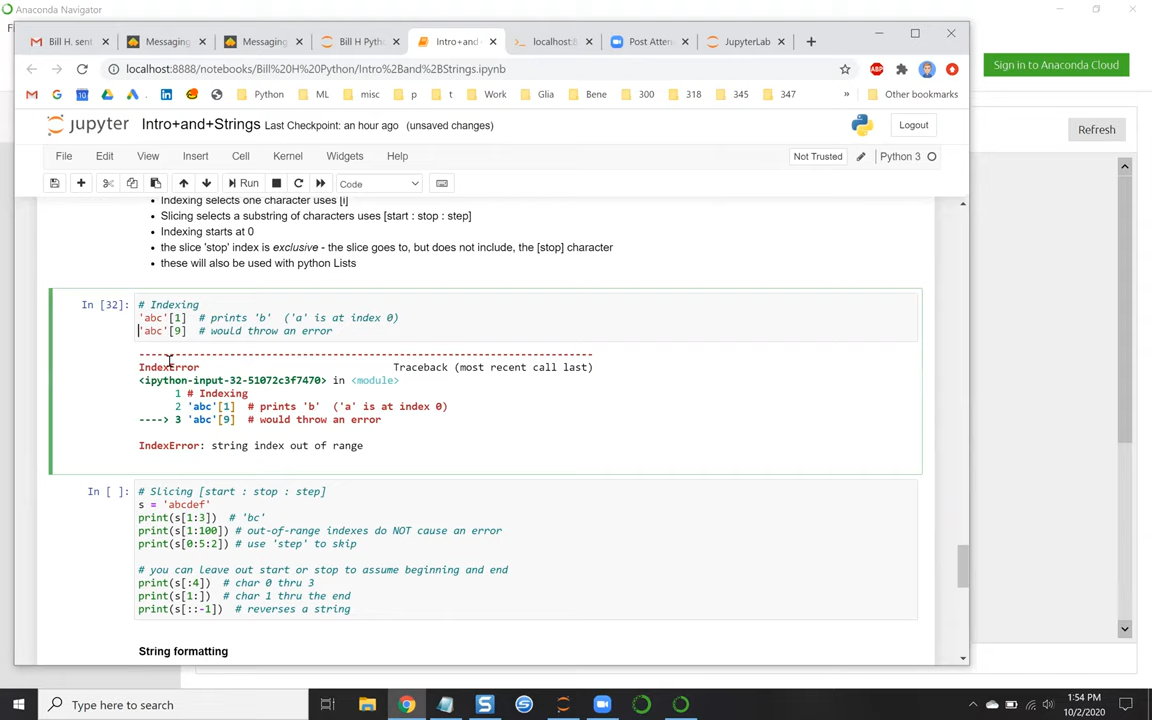 Anaconda Navigator
Bill H. sent
Messaging
Messaging
Bill H Pyth
Intro+and
localhost:8
Post Atten
JupyterLab
localhost:8888/notebooks/Bill%20H%20Python/Intro%2Band%2BStrings.ipynb
Sign in to Anaconda Cloud
Python
ML
misc
p
t
Work
Glia
Bene
300
318
345
347
»
Other bookmarks
jupyter Intro+and+Strings Last Checkpoint: an hour ago (unsaved changes)
Logout
Refresh
File Edit View Insert Cell Kernel Widgets Help
Not Trusted
Python 3
Run
Code
• Indexing selects one character uses [i]
• Slicing selects a substring of characters uses [start : stop : step]
• Indexing starts at 0
• the slice 'stop' index is exclusive - the slice goes to, but does not include, the [stop] character
• these will also be used with python Lists
In [32]: # Indexing
'abc'[1] # prints 'b' ('a' is at index 0)
'abc'[9] # would throw an error
---------------------------------------------------------------------------
IndexError Traceback (most recent call last)
<ipython-input-32-51072c3f7470> in <module>
1 # Indexing
2 'abc'[1] # prints 'b' ('a' is at index 0)
----> 3 'abc'[9] # would throw an error
IndexError: string index out of range
In [ ]: # Slicing [start : stop : step]
s = 'abcdef'
print(s[1:3]) # 'bc'
print(s[1:100]) # out-of-range indexes do NOT cause an error
print(s[0:5:2]) # use 'step' to skip
# you can leave out start or stop to assume beginning and end
print(s[:4]) # char 0 thru 3
print(s[1:]) # char 1 thru the end
print(s[::-1]) # reverses a string
String formatting
Type here to search
1:54 PM
10/2/2020